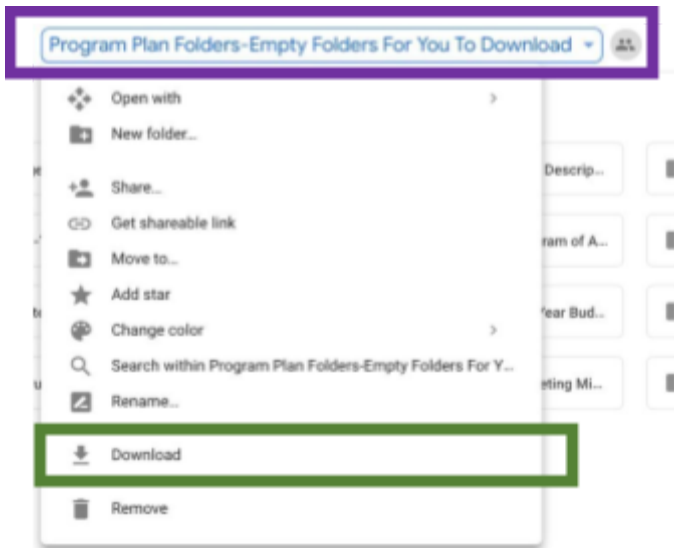 Program Plan Folders-Empty Folders For You To Download
Open with
New folder...
Descrip...
Share...
Get shareable link
ram of A...
Move to...
Add star
'ear Bud...
Change color
Search within Program Plan Folders-Empty Folders For Y...
eting Mi...
Rename...
Download
Remove